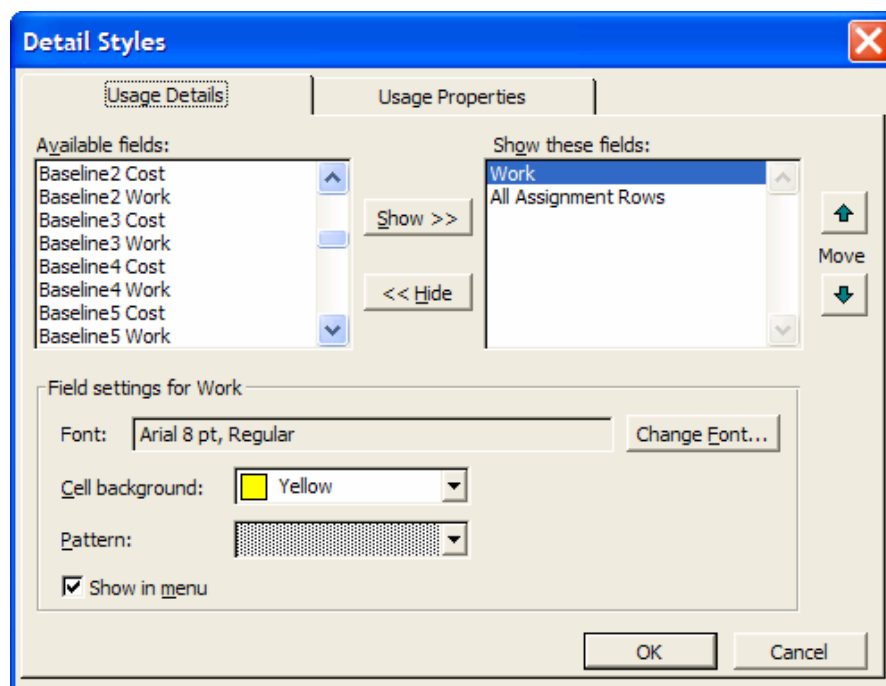 Detail Styles
Usage Details
Usage Properties
Available fields:
Baseline2 Cost
Baseline2 Work
Baseline3 Cost
Baseline3 Work
Baseline4 Cost
Baseline4 Work
Baseline5 Cost
Baseline5 Work
Show >>
<< Hide
Show these fields:
Work
All Assignment Rows
Move
Field settings for Work
Font:
Arial 8 pt, Regular
Change Font...
Cell background:
Yellow
Pattern:
Show in menu
OK
Cancel